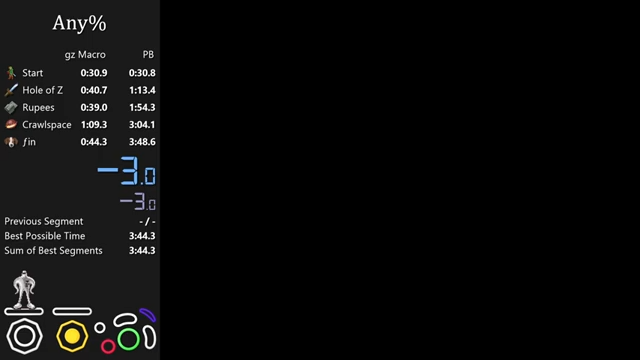 Any%
gz Macro PB
Start 0:30.9 0:30.8
Hole of Z 0:40.7 1:13.4
Rupees 0:39.0 1:54.3
Crawlspace 1:09.3 3:04.1
ƒin 0:44.3 3:48.6
−3.0
−3.0
Previous Segment - / -
Best Possible Time 3:44.3
Sum of Best Segments 3:44.3